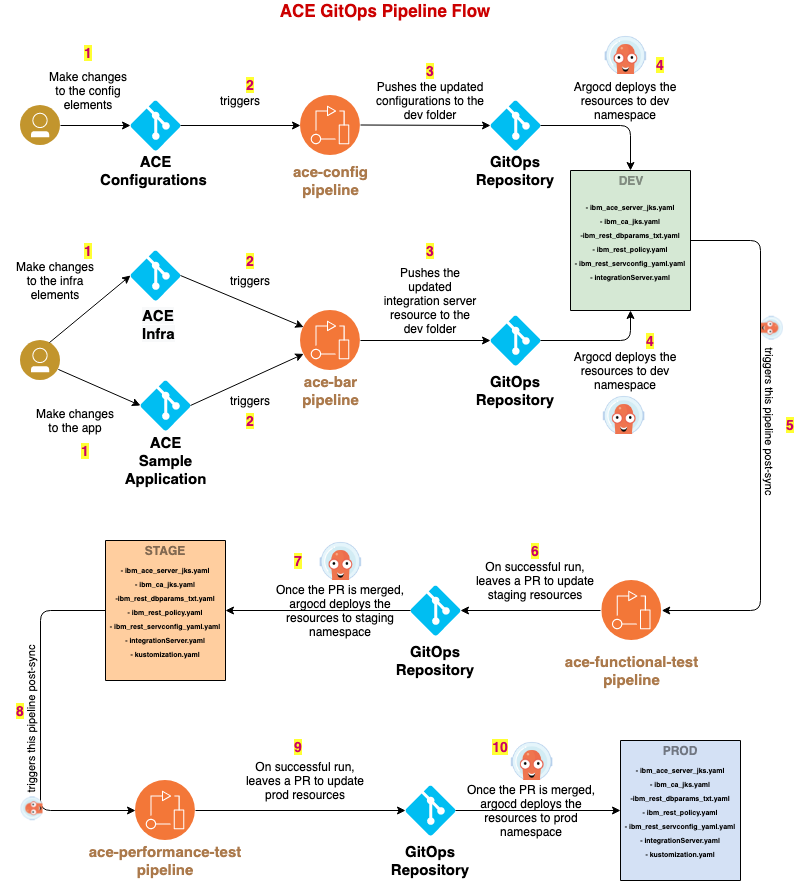 ACE GitOps Pipeline Flow
1
Make changes
to the config
elements
ACE
Configurations
2
triggers
ace-config
pipeline
3
Pushes the updated
configurations to the
dev folder
GitOps
Repository
4
Argocd deploys the
resources to dev
namespace
DEV
- ibm_ace_server_jks.yaml
- ibm_ca_jks.yaml
-ibm_rest_dbparams_txt.yaml
- ibm_rest_policy.yaml
- ibm_rest_servconfig_yaml.yaml
- integrationServer.yaml
1
Make changes
to the infra
elements
ACE
Infra
2
triggers
Make changes
to the app
1
ACE
Sample
Application
triggers
2
ace-bar
pipeline
3
Pushes the
updated
integration server
resource to the
dev folder
GitOps
Repository
4
Argocd deploys the
resources to dev
namespace
triggers this pipeline post-sync
5
ace-functional-test
pipeline
6
On successful run,
leaves a PR to update
staging resources
GitOps
Repository
7
Once the PR is merged,
argocd deploys the
resources to staging
namespace
STAGE
- ibm_ace_server_jks.yaml
- ibm_ca_jks.yaml
-ibm_rest_dbparams_txt.yaml
- ibm_rest_policy.yaml
- ibm_rest_servconfig_yaml.yaml
- integrationServer.yaml
- kustomization.yaml
8
triggers this pipeline post-sync
ace-performance-test
pipeline
9
On successful run,
leaves a PR to update
prod resources
GitOps
Repository
10
Once the PR is merged,
argocd deploys the
resources to prod
namespace
PROD
- ibm_ace_server_jks.yaml
- ibm_ca_jks.yaml
-ibm_rest_dbparams_txt.yaml
- ibm_rest_policy.yaml
- ibm_rest_servconfig_yaml.yaml
- integrationServer.yaml
- kustomization.yaml